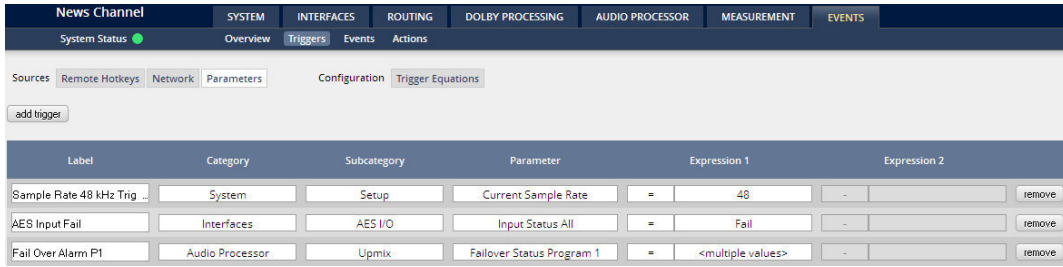 News Channel SYSTEM INTERFACES ROUTING DOLBY PROCESSING AUDIO PROCESSOR MEASUREMENT EVENTS
System Status Overview Triggers Events Actions
Sources Remote Hotkeys Network Parameters Configuration Trigger Equations
add trigger
Label Category Subcategory Parameter Expression 1 Expression 2
Sample Rate 48 kHz Trig ... System Setup Current Sample Rate = 48 - remove
AES Input Fail Interfaces AES I/O Input Status All = Fail - remove
Fail Over Alarm P1 Audio Processor Upmix Failover Status Program 1 = <multiple values> - remove